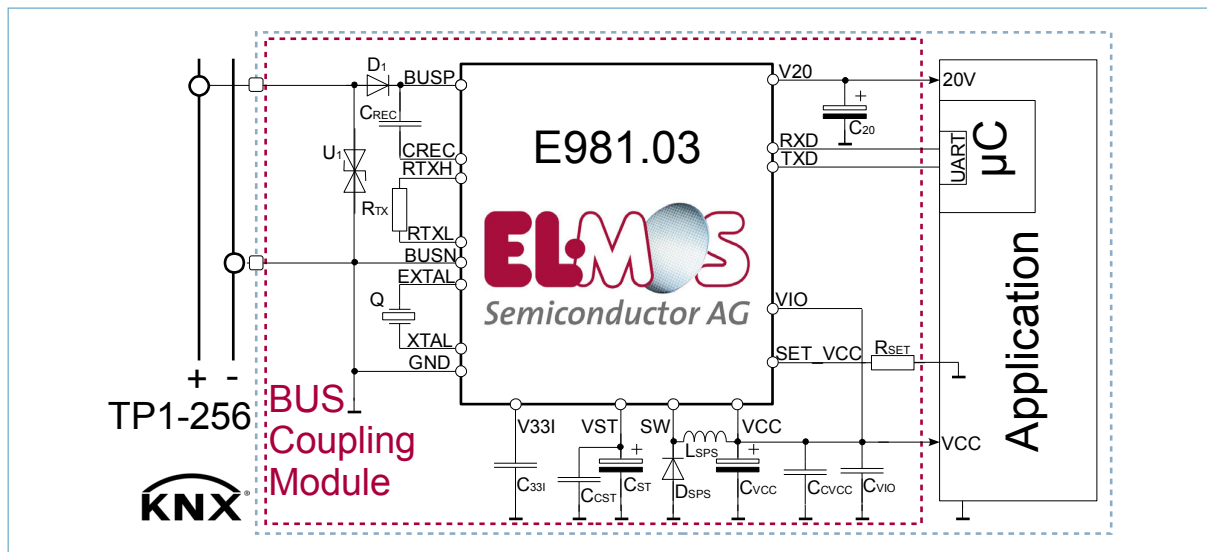 D1
BUSP
CREC
CREC
RTXH
U1
RTX
RTXL
BUSN
EXTAL
Q
XTAL
GND
+ -
TP1-256
KNX®
BUS
Coupling
Module
E981.03
ELMOS
Semiconductor AG
V20
+
C20
RXD
TXD
VIO
SET_VCC
RSET
V33I
VST
SW
VCC
LSPS
+
+
C33I
CCST
CST
DSPS
CVCC
CCVCC
CVIO
20V
UART
µC
VCC
Application